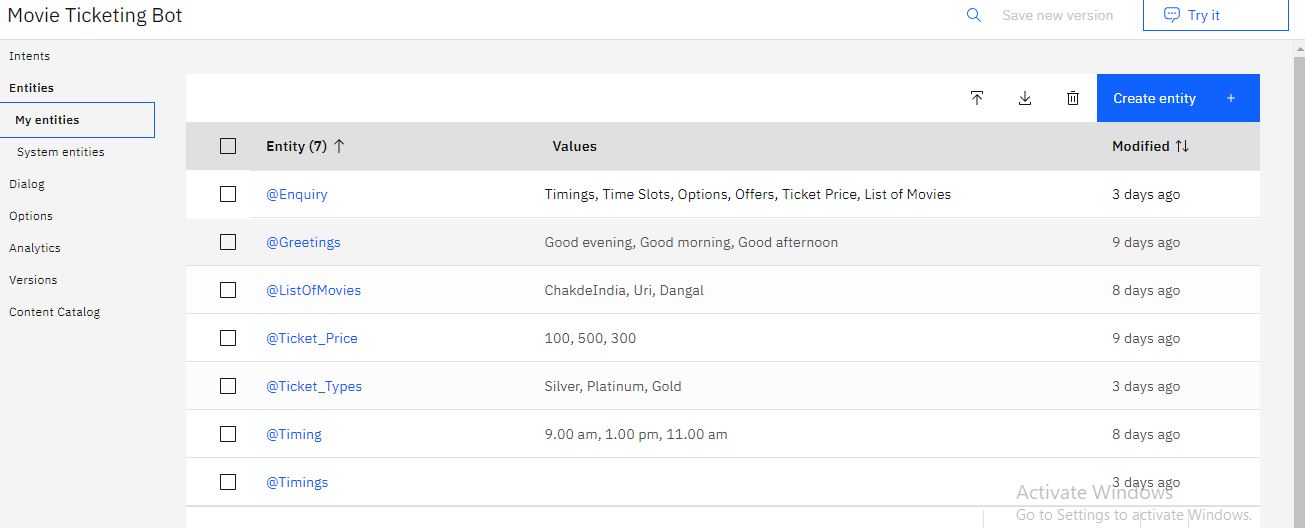 Movie Ticketing Bot Save new version Try it
Intents
Entities
My entities
System entities
Dialog
Options
Analytics
Versions
Content Catalog
Create entity +
Entity (7) Values Modified
@Enquiry Timings, Time Slots, Options, Offers, Ticket Price, List of Movies 3 days ago
@Greetings Good evening, Good morning, Good afternoon 9 days ago
@ListOfMovies ChakdeIndia, Uri, Dangal 8 days ago
@Ticket_Price 100, 500, 300 9 days ago
@Ticket_Types Silver, Platinum, Gold 3 days ago
@Timing 9.00 am, 1.00 pm, 11.00 am 8 days ago
@Timings 3 days ago
Activate Windows
Go to Settings to activate Windows.